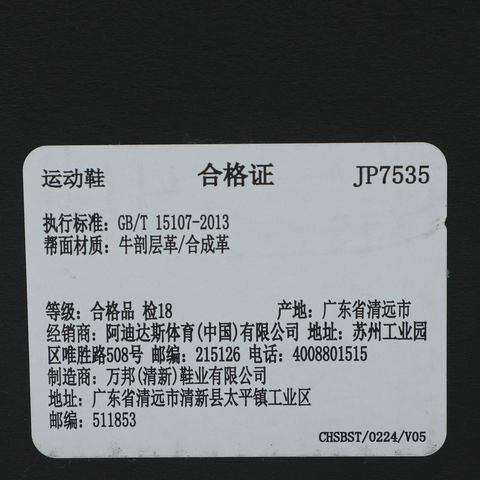 运动鞋 合格证 JP7535
执行标准: GB/T 15107-2013
帮面材质: 牛剖层革/合成革
等级: 合格品 检18 产地: 广东省清远市
经销商: 阿迪达斯体育(中国)有限公司 地址: 苏州工业园
区唯胜路508号 邮编: 215126 电话: 4008801515
制造商: 万邦(清新)鞋业有限公司
地址: 广东省清远市清新县太平镇工业区
邮编: 511853
CHSBST/0224/V05